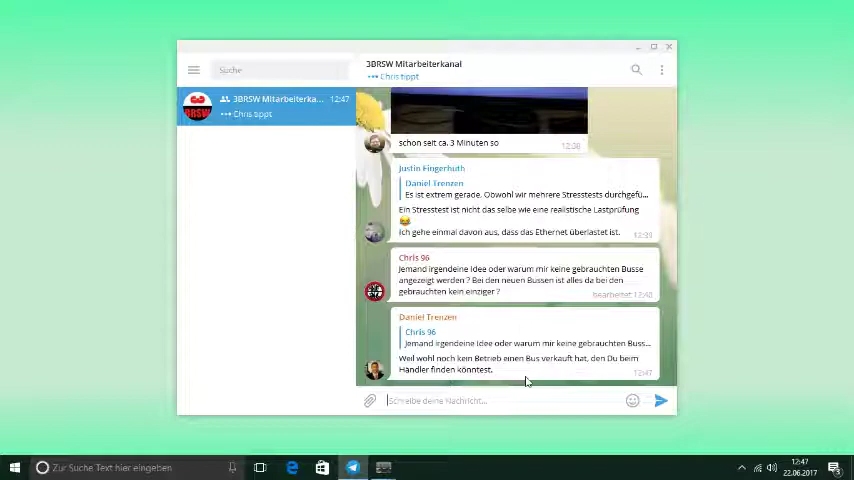 Suche
3BRSW Mitarbeiterkanal
Chris tippt
BRSW
3BRSW Mitarbeiterka... 12:47
Chris tippt
schon seit ca. 3 Minuten so
12:38
Justin Fingerhuth
Daniel Trenzen
Es ist extrem gerade. Obwohl wir mehrere Stresstests durchgefü...
Ein Stresstest ist nicht das selbe wie eine realistische Lastprüfung
😂
Ich gehe einmal davon aus, dass das Ethernet überlastet ist.
12:39
Chris 96
Jemand irgendeine Idee oder warum mir keine gebrauchten Busse
angezeigt werden ? Bei den neuen Bussen ist alles da bei den
gebrauchten kein einziger ?
bearbeitet 12:40
Daniel Trenzen
Chris 96
Jemand irgendeine Idee oder warum mir keine gebrauchten Buss...
Weil wohl noch kein Betrieb einen Bus verkauft hat, den Du beim
Händler finden könntest.
12:47
Schreibe deine Nachricht...
Zur Suche Text hier eingeben
12:47
22.06.2017
3